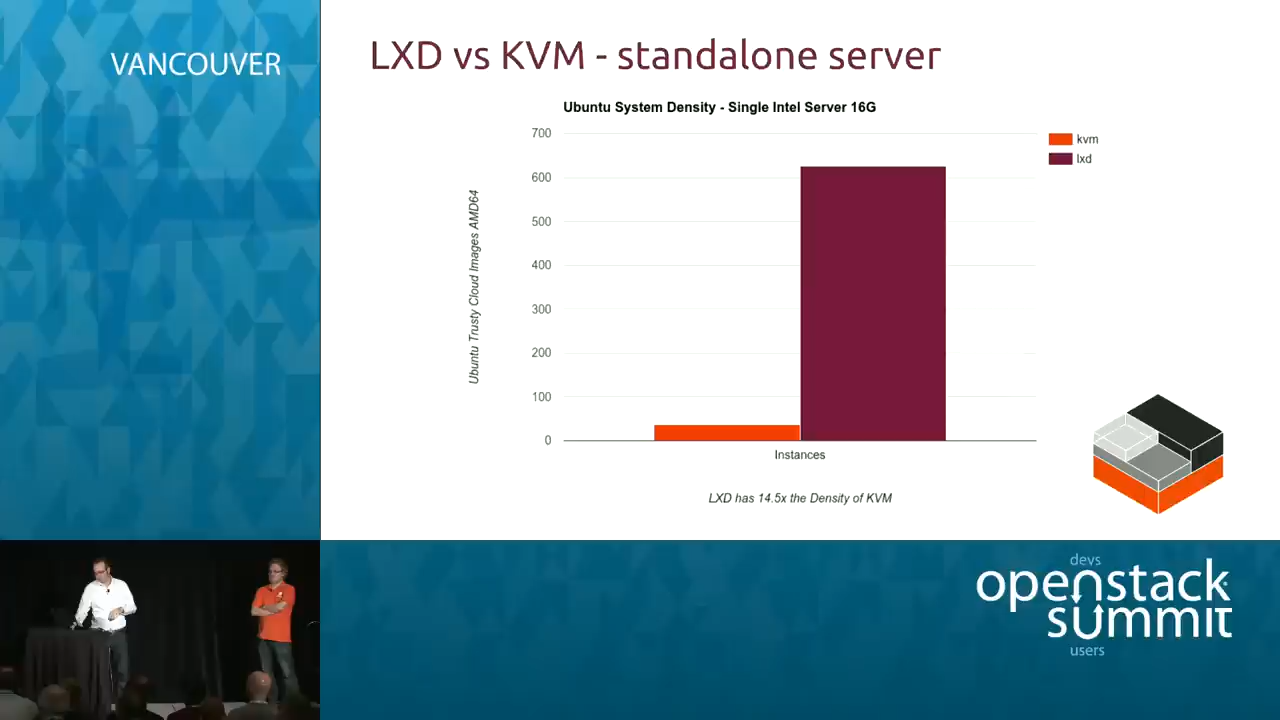 VANCOUVER
LXD vs KVM - standalone server
Ubuntu System Density - Single Intel Server 16G
700
600
500
400
300
200
100
0
Ubuntu Trusty Cloud Images AMD64
kvm
lxd
Instances
LXD has 14.5x the Density of KVM
devs
openstack
summit
users